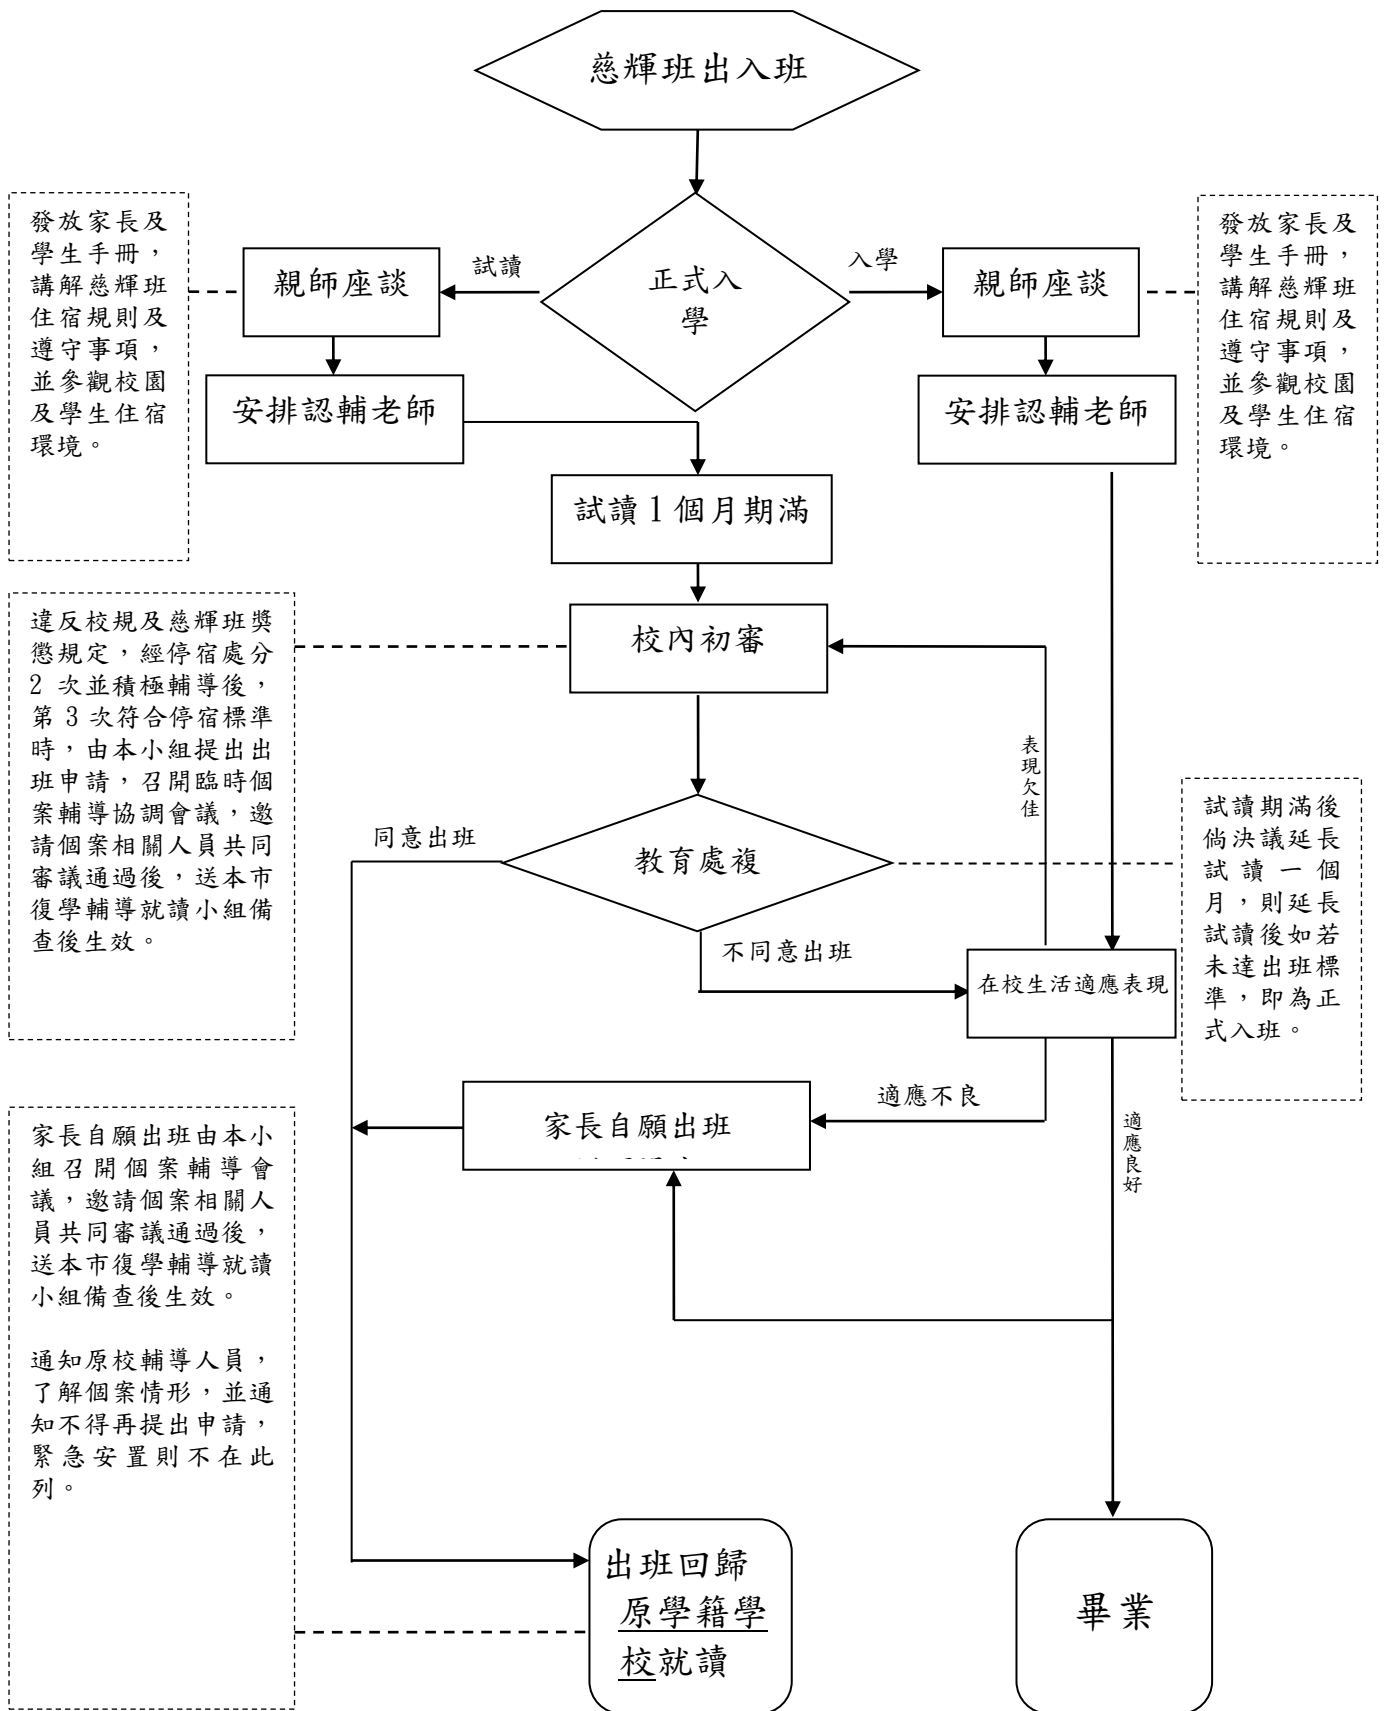 慈輝班出入班
發放家長及
學生手冊，
講解慈輝班
住宿規則及
遵守事項，
並參觀校園
及學生住宿
環境。
親師座談
試讀
正式入
學
入學
親師座談
發放家長及
學生手冊，
講解慈輝班
住宿規則及
遵守事項，
並參觀校園
及學生住宿
環境。
安排認輔老師
安排認輔老師
試讀1個月期滿
校內初審
違反校規及慈輝班獎
懲規定，經停宿處分
2 次並積極輔導後，
第 3 次符合停宿標準
時，由本小組提出出
班申請，召開臨時個
案輔導協調會議，邀
請個案相關人員共同
審議通過後，送本市
復學輔導就讀小組備
查後生效。
表現欠佳
同意出班
教育處複
不同意出班
試讀期滿後
倘決議延長
試讀一個
月，則延長
試讀後如若
未達出班標
準，即為正
式入班。
在校生活適應表現
適應不良
家長自願出班
適應良好
家長自願出班由本小
組召開個案輔導會
議，邀請個案相關人
員共同審議通過後，
送本市復學輔導就讀
小組備查後生效。
通知原校輔導人員，
了解個案情形，並通
知不得再提出申請，
緊急安置則不在此
列。
出班回歸
原學籍學
校就讀
畢業